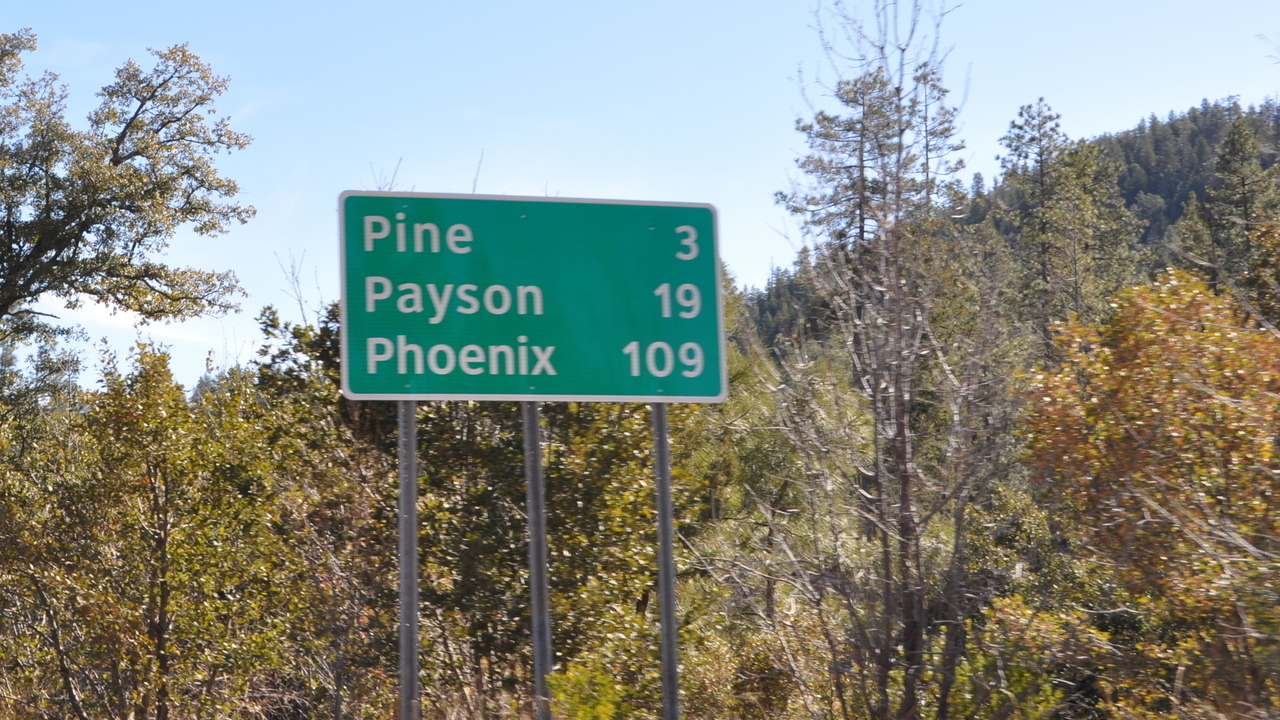 Pine 3
Payson 19
Phoenix 109